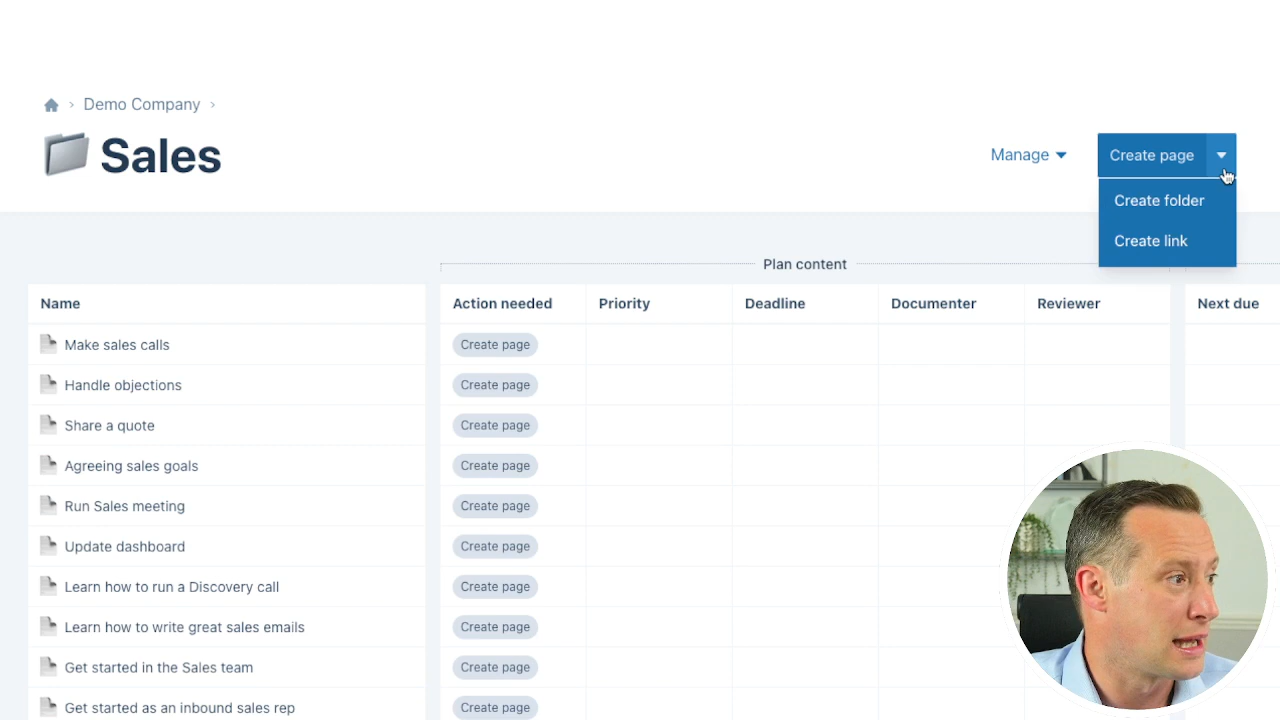 Demo Company
Sales
Manage
Create page
Create folder
Create link
Plan content
Name
Action needed
Priority
Deadline
Documenter
Reviewer
Next due
Make sales calls
Create page
Handle objections
Create page
Share a quote
Create page
Agreeing sales goals
Create page
Run Sales meeting
Create page
Update dashboard
Create page
Learn how to run a Discovery call
Create page
Learn how to write great sales emails
Create page
Get started in the Sales team
Create page
Get started as an inbound sales rep
Create page